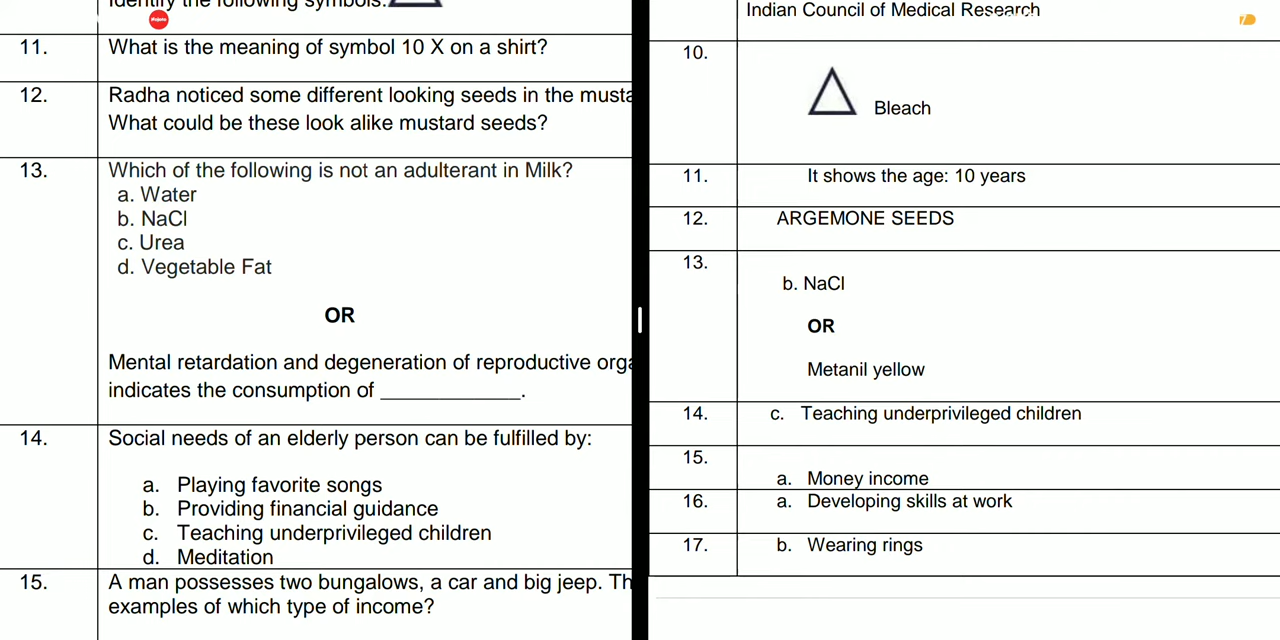 Identify the following symbols.
11. What is the meaning of symbol 10 X on a shirt?
12. Radha noticed some different looking seeds in the musta
What could be these look alike mustard seeds?
13. Which of the following is not an adulterant in Milk?
a. Water
b. NaCl
c. Urea
d. Vegetable Fat
OR
Mental retardation and degeneration of reproductive orga
indicates the consumption of ____________.
14. Social needs of an elderly person can be fulfilled by:
a. Playing favorite songs
b. Providing financial guidance
c. Teaching underprivileged children
d. Meditation
15. A man possesses two bungalows, a car and big jeep. Th
examples of which type of income?
Indian Council of Medical Research
10.
Bleach
11. It shows the age: 10 years
12. ARGEMONE SEEDS
13.
b. NaCl
OR
Metanil yellow
14. c. Teaching underprivileged children
15.
a. Money income
16. a. Developing skills at work
17. b. Wearing rings